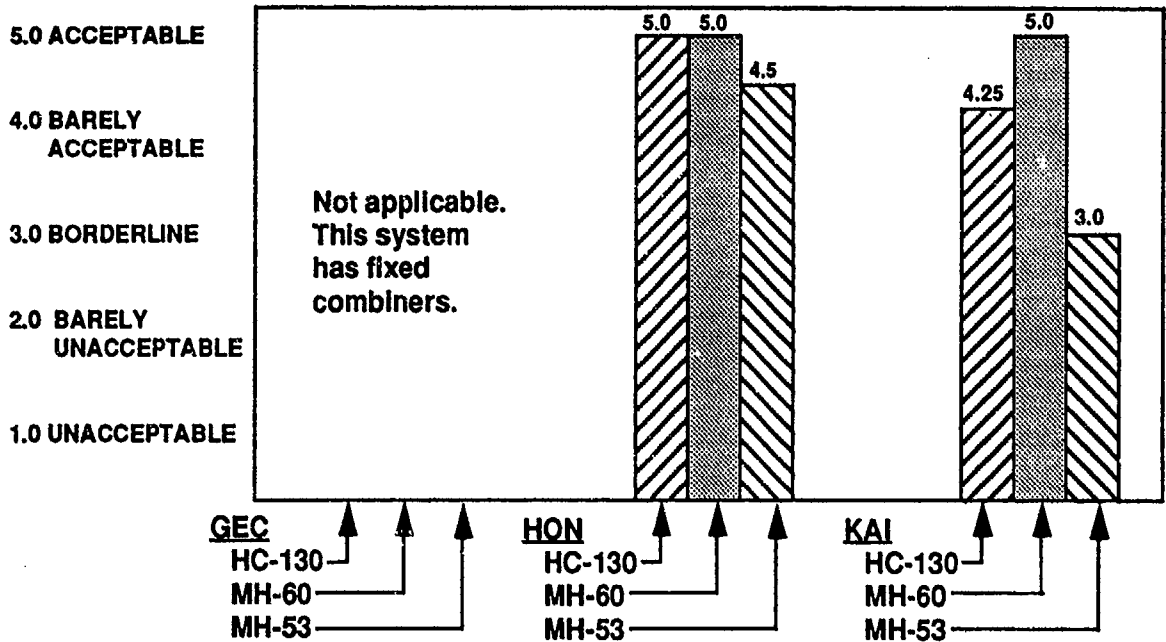 5.0 ACCEPTABLE
4.0 BARELY
ACCEPTABLE
3.0 BORDERLINE
2.0 BARELY
UNACCEPTABLE
1.0 UNACCEPTABLE
Not applicable.
This system
has fixed
combiners.
5.0 5.0
4.5
4.25
5.0
3.0
GEC
HC-130
MH-60
MH-53
HON
HC-130
MH-60
MH-53
KAI
HC-130
MH-60
MH-53